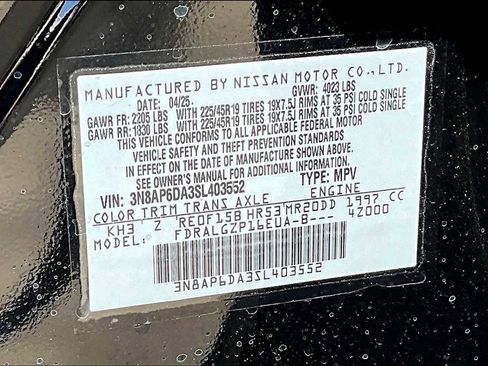 MANUFACTURED BY NISSAN MOTOR CO., LTD.
DATE 04/25 GVWR: 4023 LBS
GAWR FR: 2205 LBS WITH 225/45R19 TIRES 19X7.5J RIMS AT 35 PSI COLD SINGLE
GAWR RR: 1830 LBS WITH 225/45R19 TIRES 19X7.5J RIMS AT 35 PSI COLD SINGLE
THIS VEHICLE CONFORMS TO ALL APPLICABLE FEDERAL MOTOR
VEHICLE SAFETY AND THEFT PREVENTION STANDARDS
IN EFFECT ON THE DATE OF MANUFACTURE SHOWN ABOVE.
SEE OWNERS MANUAL FOR ADDITIONAL INFORMATION
VIN: 3N8AP6DA3SL403552 TYPE: MPV
COLOR TRIM TRANS AXLE ENGINE
KH3 Z RE0F15B HR53 MR20DD 1997 CC
MODEL: FDRALGZP16EUA-B--- 4Z000
3N8AP6DA3SL403552